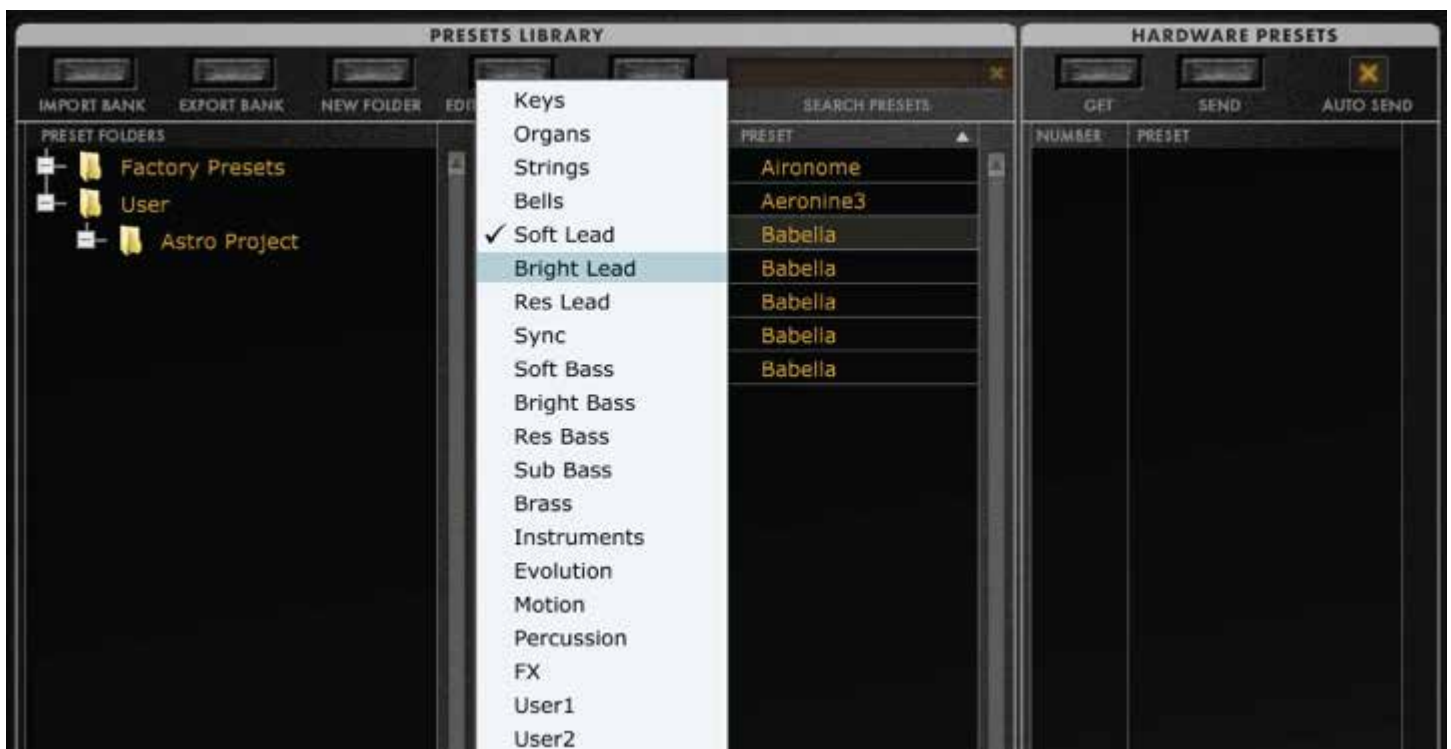 PRESETS LIBRARY
HARDWARE PRESETS
IMPORT BANK EXPORT BANK NEW FOLDER SEARCH PRESETS GET SEND AUTO SEND
PRESET FOLDERS
PRESET
NUMBER PRESET
Factory Presets
User
Astro Project
Keys
Organs
Strings
Bells
✓ Soft Lead
Bright Lead
Res Lead
Sync
Soft Bass
Bright Bass
Res Bass
Sub Bass
Brass
Instruments
Evolution
Motion
Percussion
FX
User1
User2
Aironome
Aeronine3
Babella
Babella
Babella
Babella
Babella